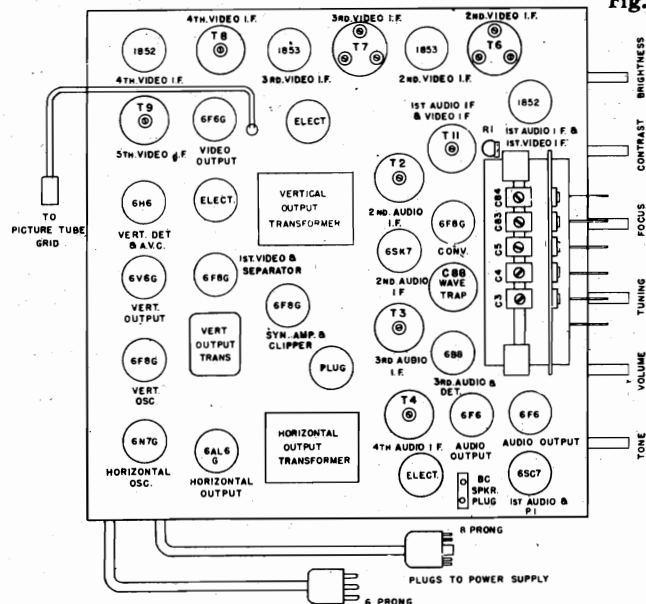 Fig.
4TH.VIDEO I.F.
3RD.VIDEO I.F.
2ND.VIDEO I.F.
T8
T7
T6
1852
1853
1853
4TH.VIDEO I.F.
3RD.VIDEO I.F.
2ND.VIDEO I.F.
1852
1ST AUDIO I.F. &
1ST.VIDEO I.F.
T9
5TH.VIDEO I.F.
6F6G
VIDEO
OUTPUT
ELECT
1ST AUDIO IF
& VIDEO IF
T11
R1
TO
PICTURE TUBE
GRID
6H6
VERT. DET
& A.V.C.
ELECT.
VERTICAL
OUTPUT
TRANSFORMER
T2
2ND. AUDIO
I.F.
6F8G
CONV.
C84
C83
C5
C4
C3
6V6G
VERT.
OUTPUT
6F8G
1ST.VIDEO &
SEPARATOR
6SK7
2ND. AUDIO
I F
C88
WAVE
TRAP
6F8G
SYN. AMP. &
CLIPPER
VERT
OUTPUT
TRANS
T3
3RD AUDIO
I.F.
6B8
3RD. AUDIO &
DET.
6F8G
VERT.
OSC.
PLUG
6N7G
HORIZONTAL
OSC.
6AL6
G
HORIZONTAL
OUTPUT
HORIZONTAL
OUTPUT
TRANSFORMER
T4
4TH AUDIO I.F.
6F6
AUDIO
OUTPUT
6F6
AUDIO OUTPUT
ELECT.
BC
SPKR.
PLUG
6SC7
1ST AUDIO &
P I
BRIGHTNESS
CONTRAST
FOCUS
TUNING
VOLUME
TONE
8 PRONG
PLUGS TO POWER SUPPLY
6 PRONG